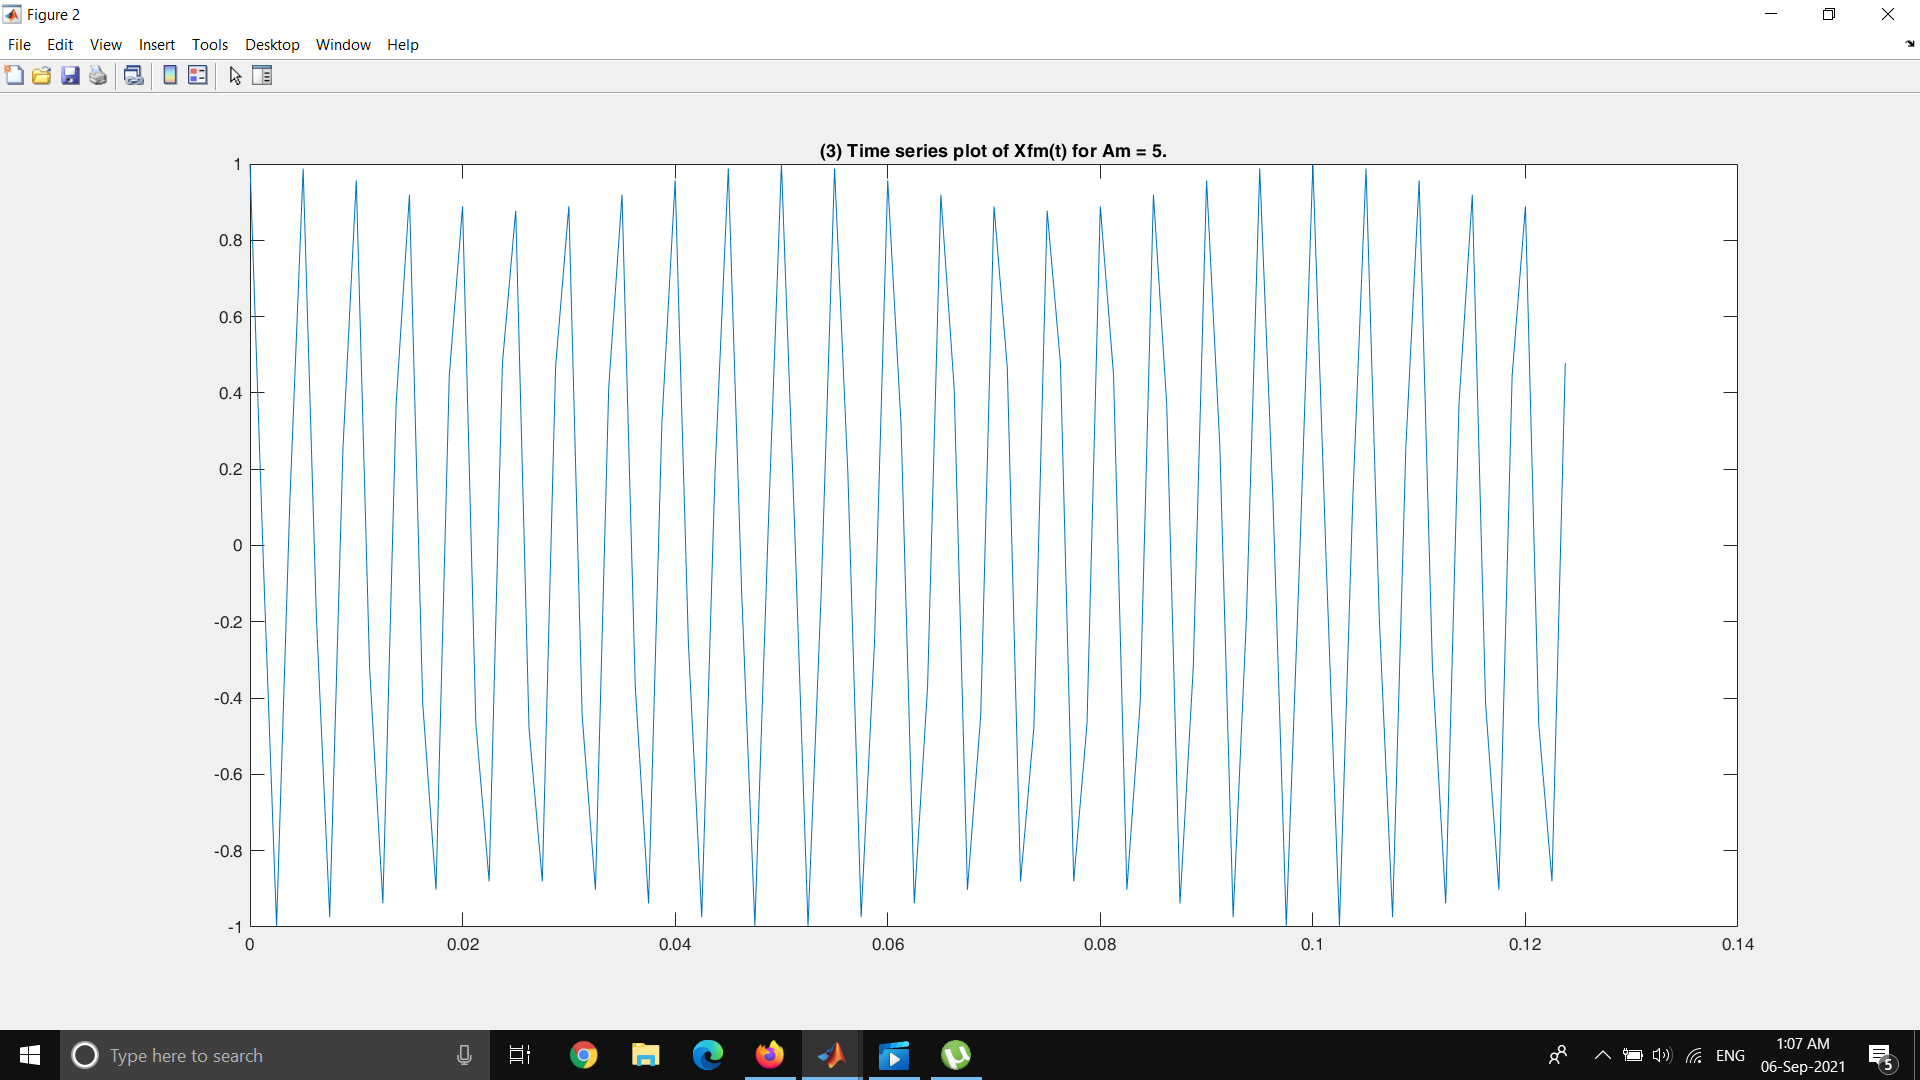 Figure 2
File Edit View Insert Tools Desktop Window Help
(3) Time series plot of Xfm(t) for Am = 5.
1
0.8
0.6
0.4
0.2
0
-0.2
-0.4
-0.6
-0.8
-1
0 0.02 0.04 0.06 0.08 0.1 0.12 0.14
Type here to search
ENG
1:07 AM
06-Sep-2021
5